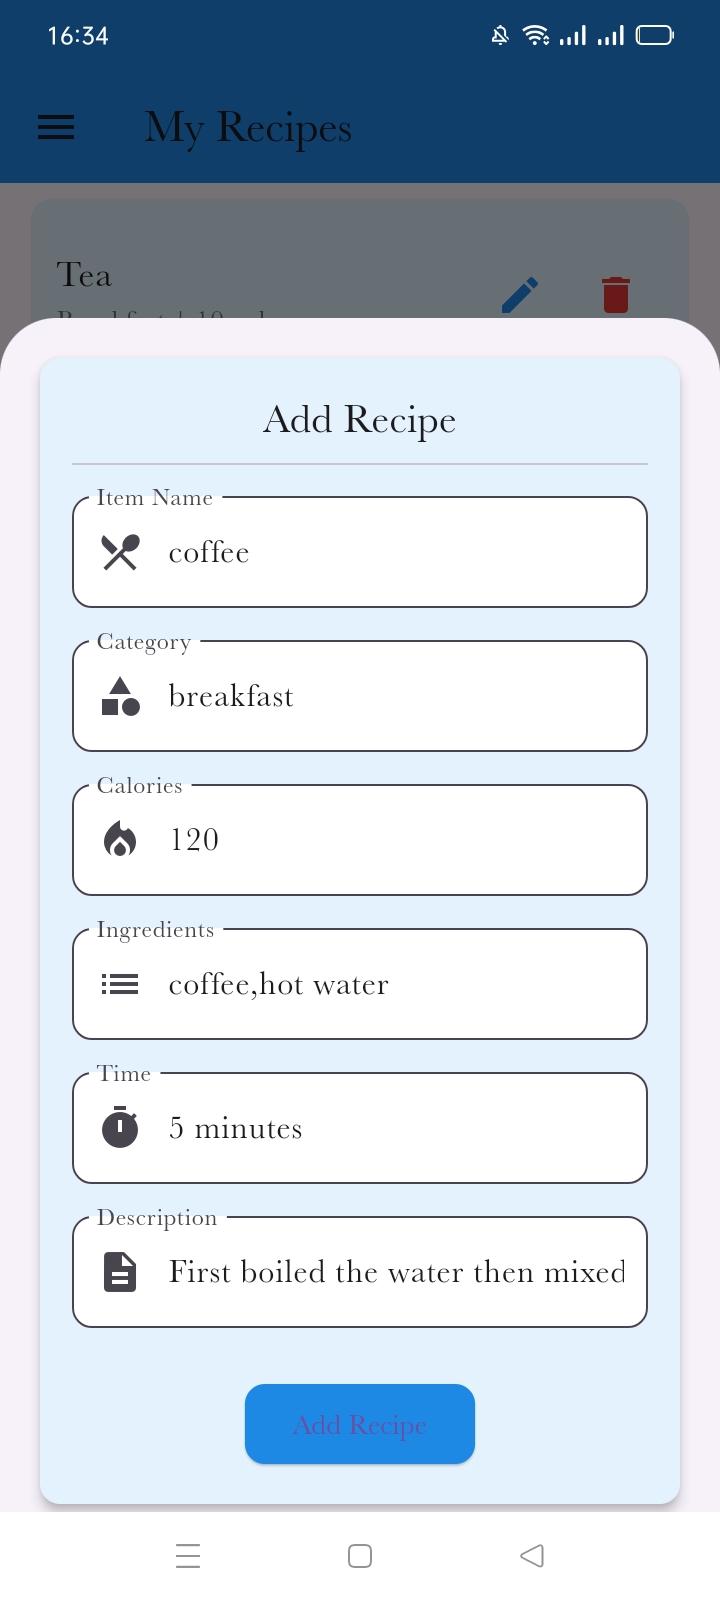 16:34
My Recipes
Tea
Add Recipe
Item Name
coffee
Category
breakfast
Calories
120
Ingredients
coffee,hot water
Time
5 minutes
Description
First boiled the water then mixed
Add Recipe